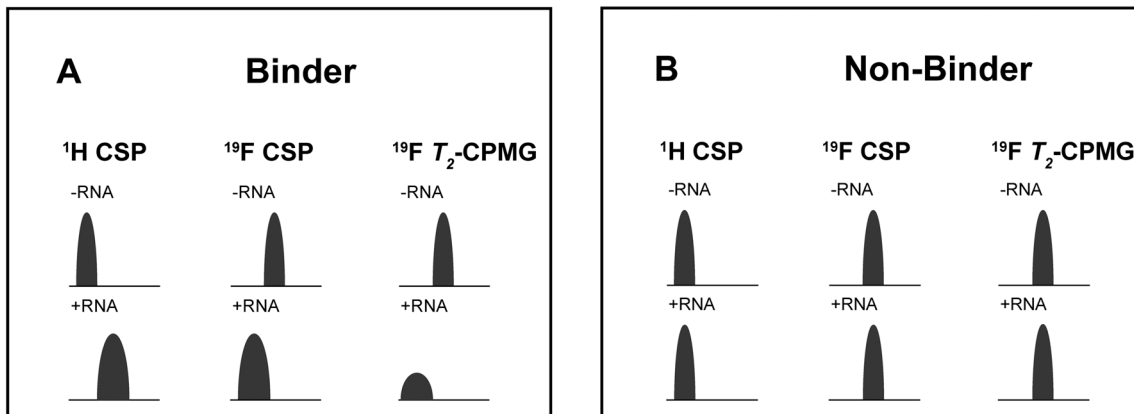 A Binder
¹H CSP ¹⁹F CSP ¹⁹F T₂-CPMG
-RNA -RNA -RNA
+RNA +RNA +RNA
B Non-Binder
¹H CSP ¹⁹F CSP ¹⁹F T₂-CPMG
-RNA -RNA -RNA
+RNA +RNA +RNA